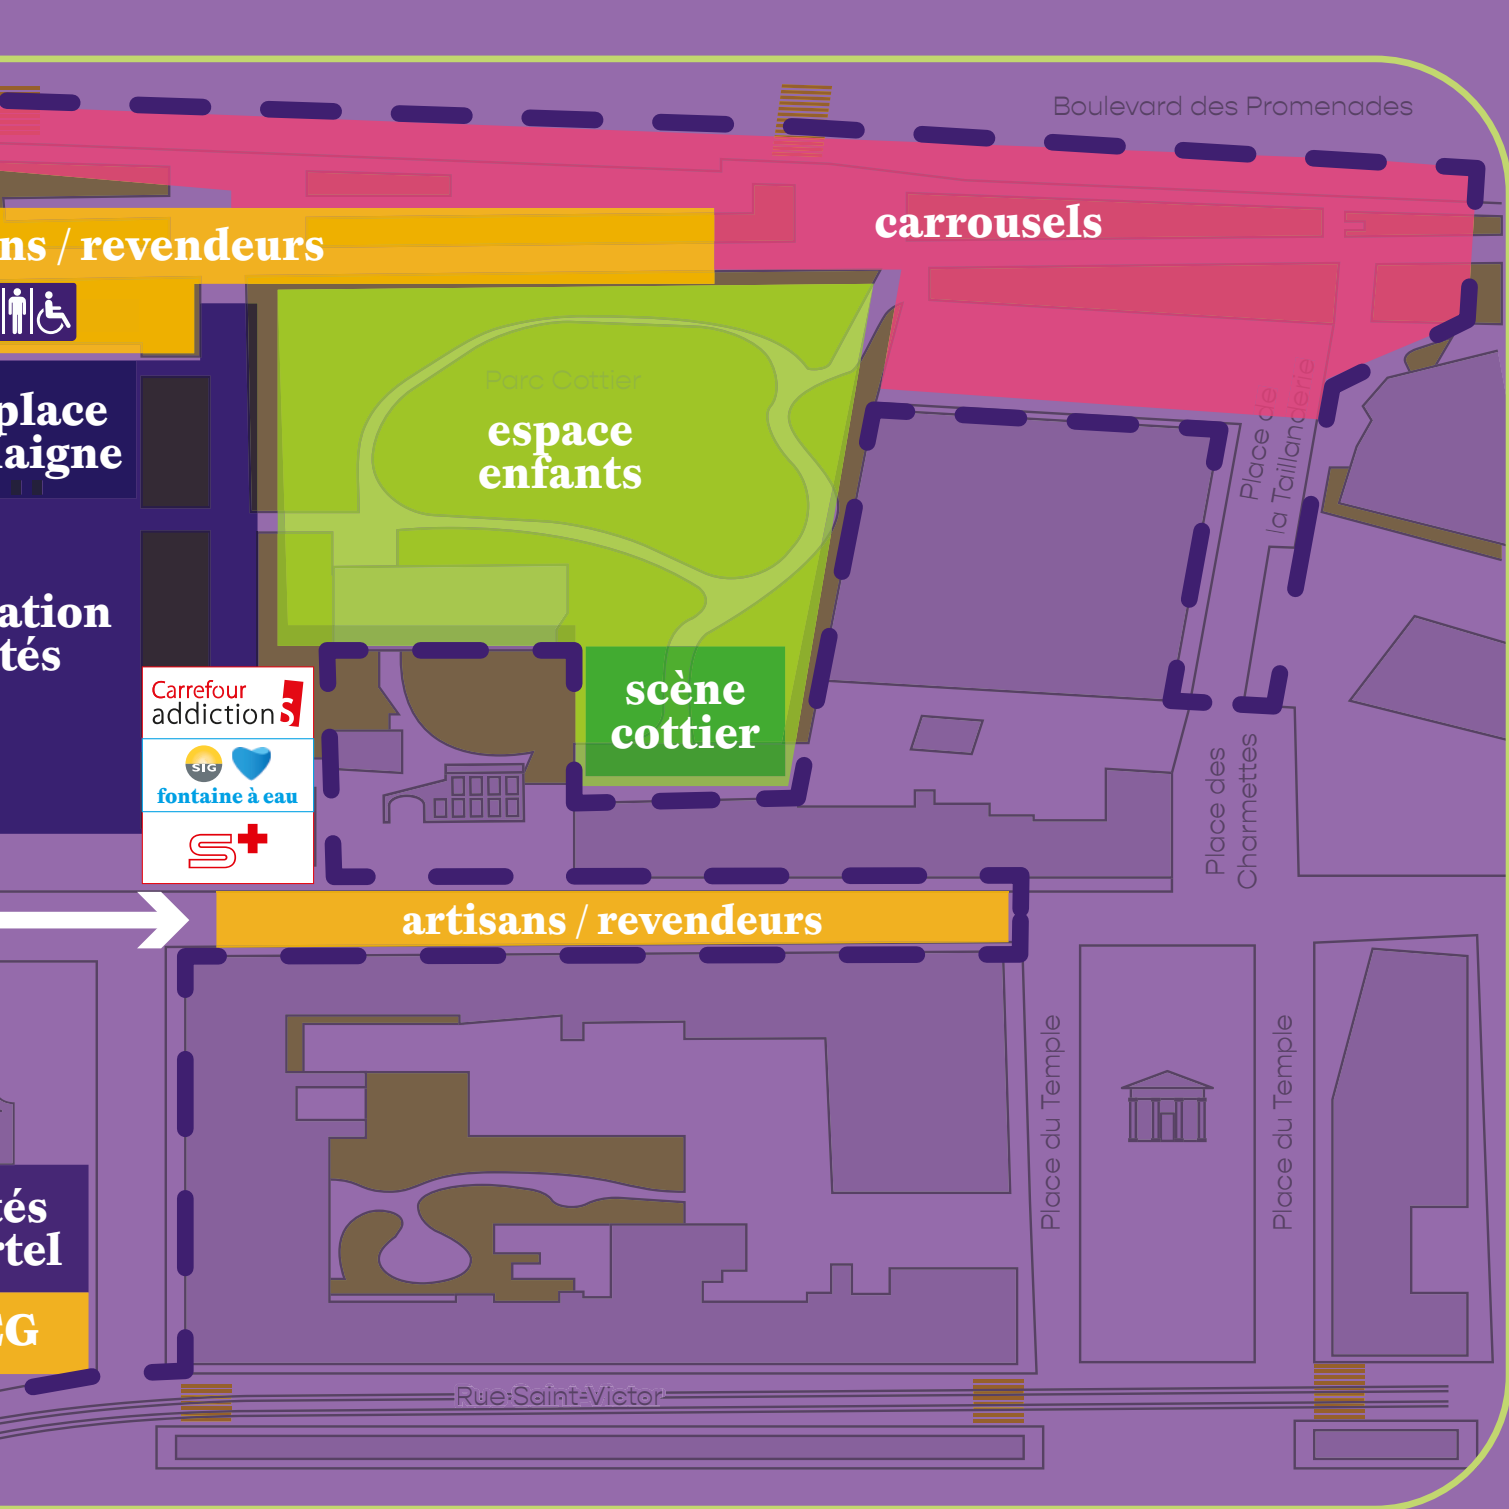 Boulevard des Promenades
carrousels
ns / revendeurs
Parc Cottier
espace
enfants
place
aigne
Place de
la Taillanderie
ation
tés
scène
cottier
Carrefour
addictionS
SIG
fontaine à eau
S+
Place des
Charmettes
artisans / revendeurs
Place du Temple
Place du Temple
tés
rtel
EG
Rue Saint-Victor